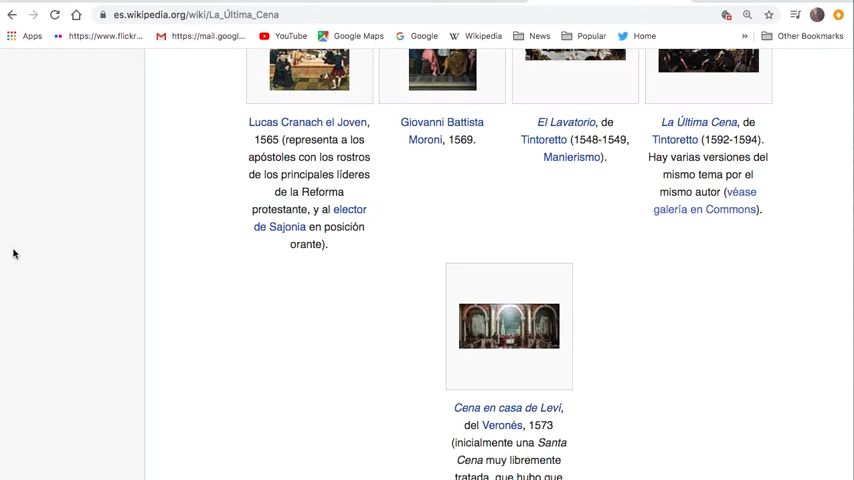 es.wikipedia.org/wiki/La_Última_Cena
Apps https://www.flickr... https://mail.googl... YouTube Google Maps Google Wikipedia News Popular Home » Other Bookmarks
Lucas Cranach el Joven,
1565 (representa a los
apóstoles con los rostros
de los principales líderes
de la Reforma
protestante, y al elector
de Sajonia en posición
orante).
Giovanni Battista
Moroni, 1569.
El Lavatorio, de
Tintoretto (1548-1549,
Manierismo).
La Última Cena, de
Tintoretto (1592-1594).
Hay varias versiones del
mismo tema por el
mismo autor (véase
galería en Commons).
Cena en casa de Leví,
del Veronés, 1573
(inicialmente una Santa
Cena muy libremente
tratada, que hubo que